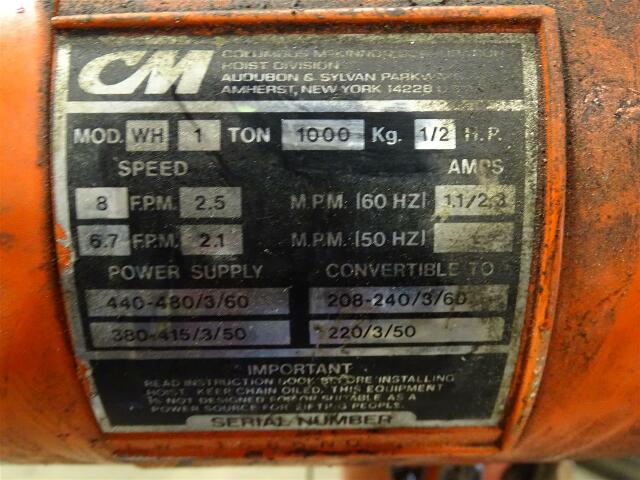 CM
COLUMBUS McKINNON CORPORATION
HOIST DIVISION
AUDUBON & SYLVAN PARKWAYS
AMHERST, NEW YORK 14228
MOD. WH 1 TON 1000 Kg. 1/2 H.P.
SPEED AMPS
8 F.P.M. 2.5 M.P.M. (60 HZ) 1.1/2.3
6.7 F.P.M. 2.1 M.P.M. (50 HZ)
POWER SUPPLY CONVERTIBLE TO
440-480/3/60 208-240/3/60
380-415/3/50 220/3/50
IMPORTANT
READ INSTRUCTION BOOK BEFORE INSTALLING
HOIST. KEEP CHAIN OILED. THIS EQUIPMENT
IS NOT DESIGNED FOR OR SUITABLE AS A
POWER SOURCE FOR LIFTING PEOPLE.
SERIAL NUMBER